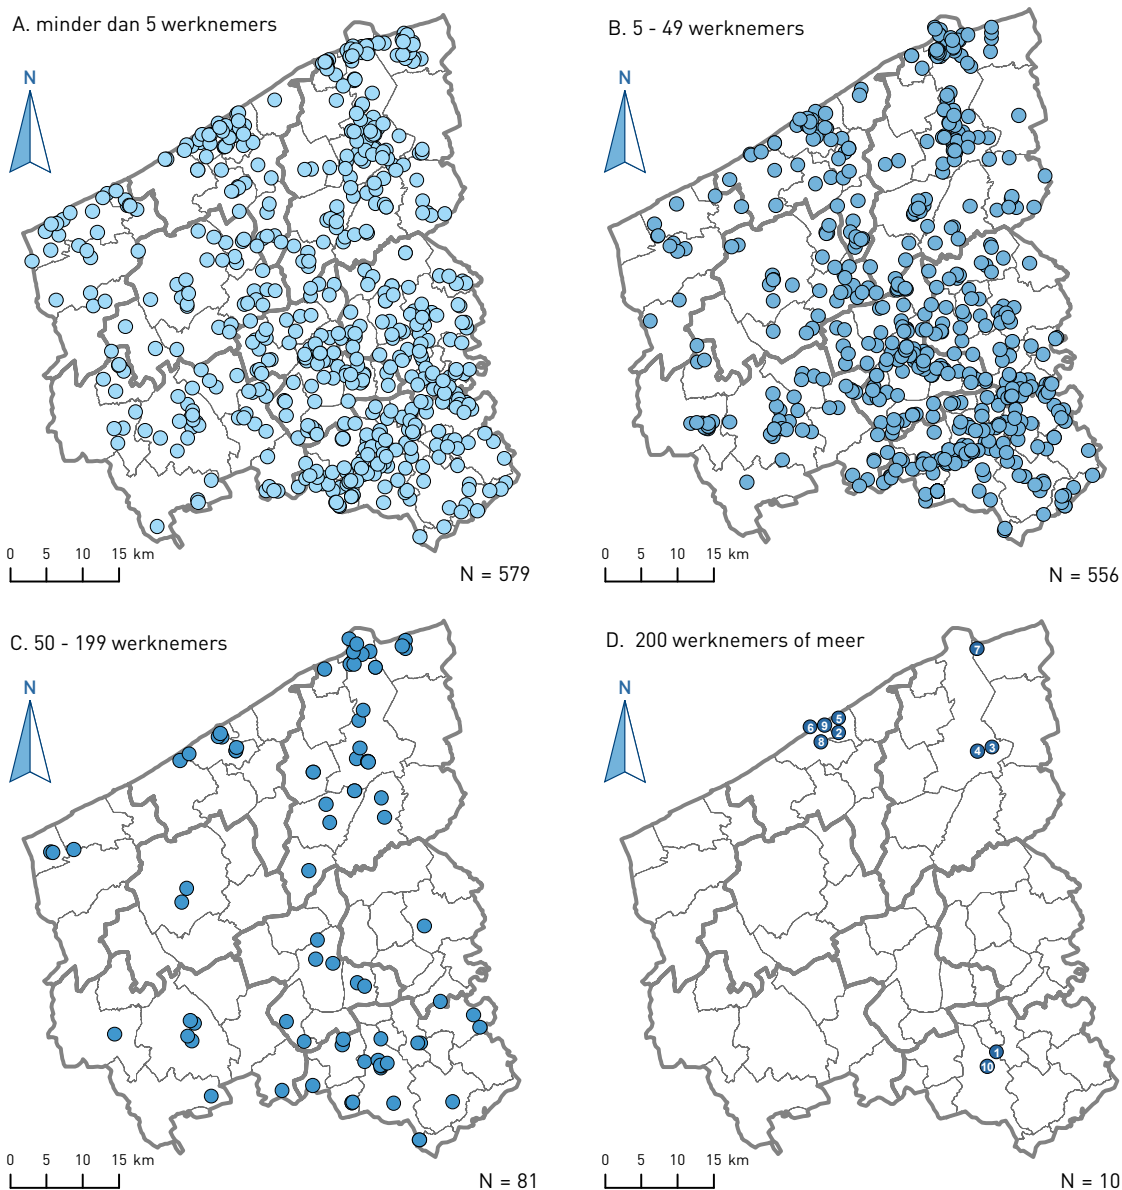 A. minder dan 5 werknemers
N
0 5 10 15 km
N = 579
B. 5 - 49 werknemers
N
0 5 10 15 km
N = 556
C. 50 - 199 werknemers
N
0 5 10 15 km
N = 81
D. 200 werknemers of meer
N
7
5
6 9
2
8
3
4
1
10
0 5 10 15 km
N = 10